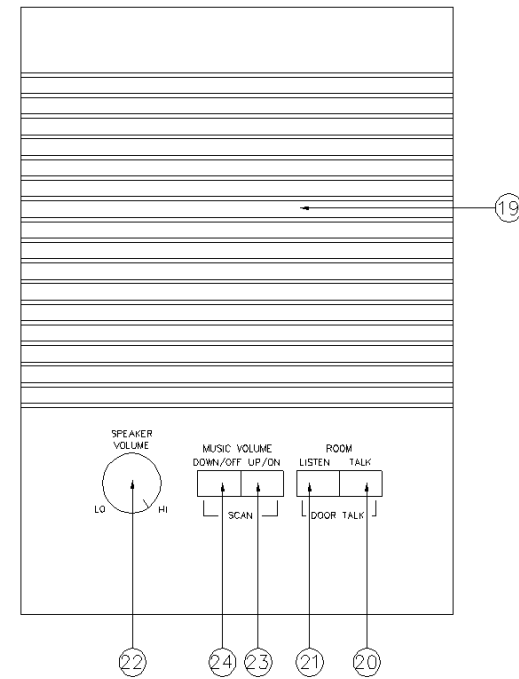 19
SPEAKER
VOLUME
LO HI
MUSIC VOLUME
DOWN/OFF UP/ON
SCAN
ROOM
LISTEN TALK
DOOR TALK
22 24 23 21 20